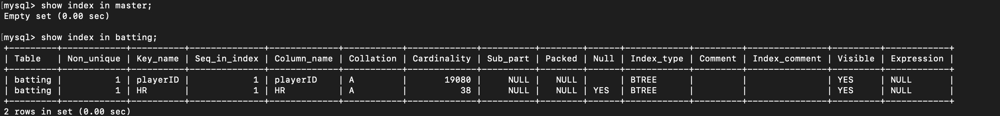 [mysql> show index in master;
Empty set (0.00 sec)
[mysql> show index in batting;
+---------+------------+----------+--------------+-------------+-----------+-------------+----------+--------+------+------------+---------+---------------+---------+------------+
| Table   | Non_unique | Key_name | Seq_in_index | Column_name | Collation | Cardinality | Sub_part | Packed | Null | Index_type | Comment | Index_comment | Visible | Expression |
+---------+------------+----------+--------------+-------------+-----------+-------------+----------+--------+------+------------+---------+---------------+---------+------------+
| batting |          1 | playerID |            1 | playerID    | A         |       19080 |     NULL |   NULL |      | BTREE      |         |               | YES     | NULL       |
| batting |          1 | HR       |            1 | HR          | A         |          38 |     NULL |   NULL | YES  | BTREE      |         |               | YES     | NULL       |
+---------+------------+----------+--------------+-------------+-----------+-------------+----------+--------+------+------------+---------+---------------+---------+------------+
2 rows in set (0.00 sec)